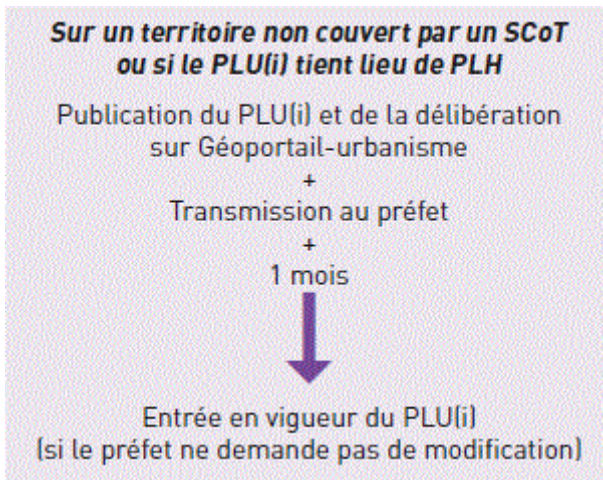 Sur un territoire non couvert par un SCoT
ou si le PLU(i) tient lieu de PLH
Publication du PLU(i) et de la délibération
sur Géoportail-urbanisme
+
Transmission au préfet
+
1 mois
Entrée en vigueur du PLU(i)
(si le préfet ne demande pas de modification)